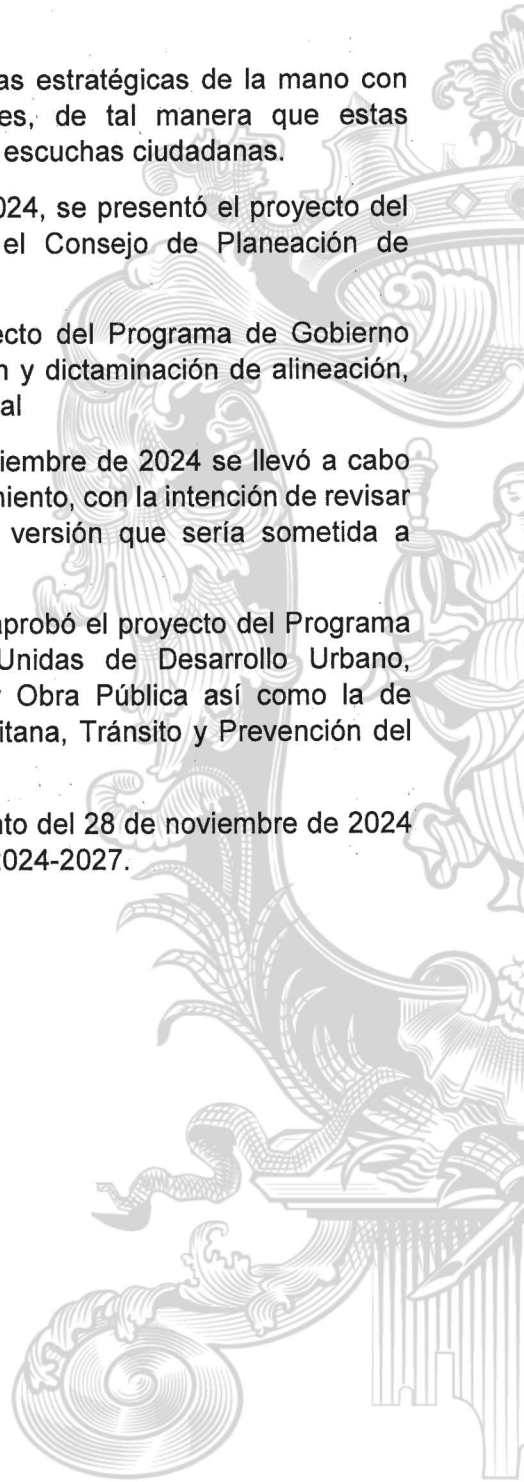 as estratégicas de la mano con
es, de tal manera que estas
escuchas ciudadanas.
024, se presentó el proyecto del
el Consejo de Planeación de
ecto del Programa de Gobierno
n y dictaminación de alineación,
al
iembre de 2024 se llevó a cabo
niento, con la intención de revisar
versión que sería sometida a
aprobó el proyecto del Programa
Unidas de Desarrollo Urbano,
y Obra Pública así como la de
itana, Tránsito y Prevención del
nto del 28 de noviembre de 2024
2024-2027.